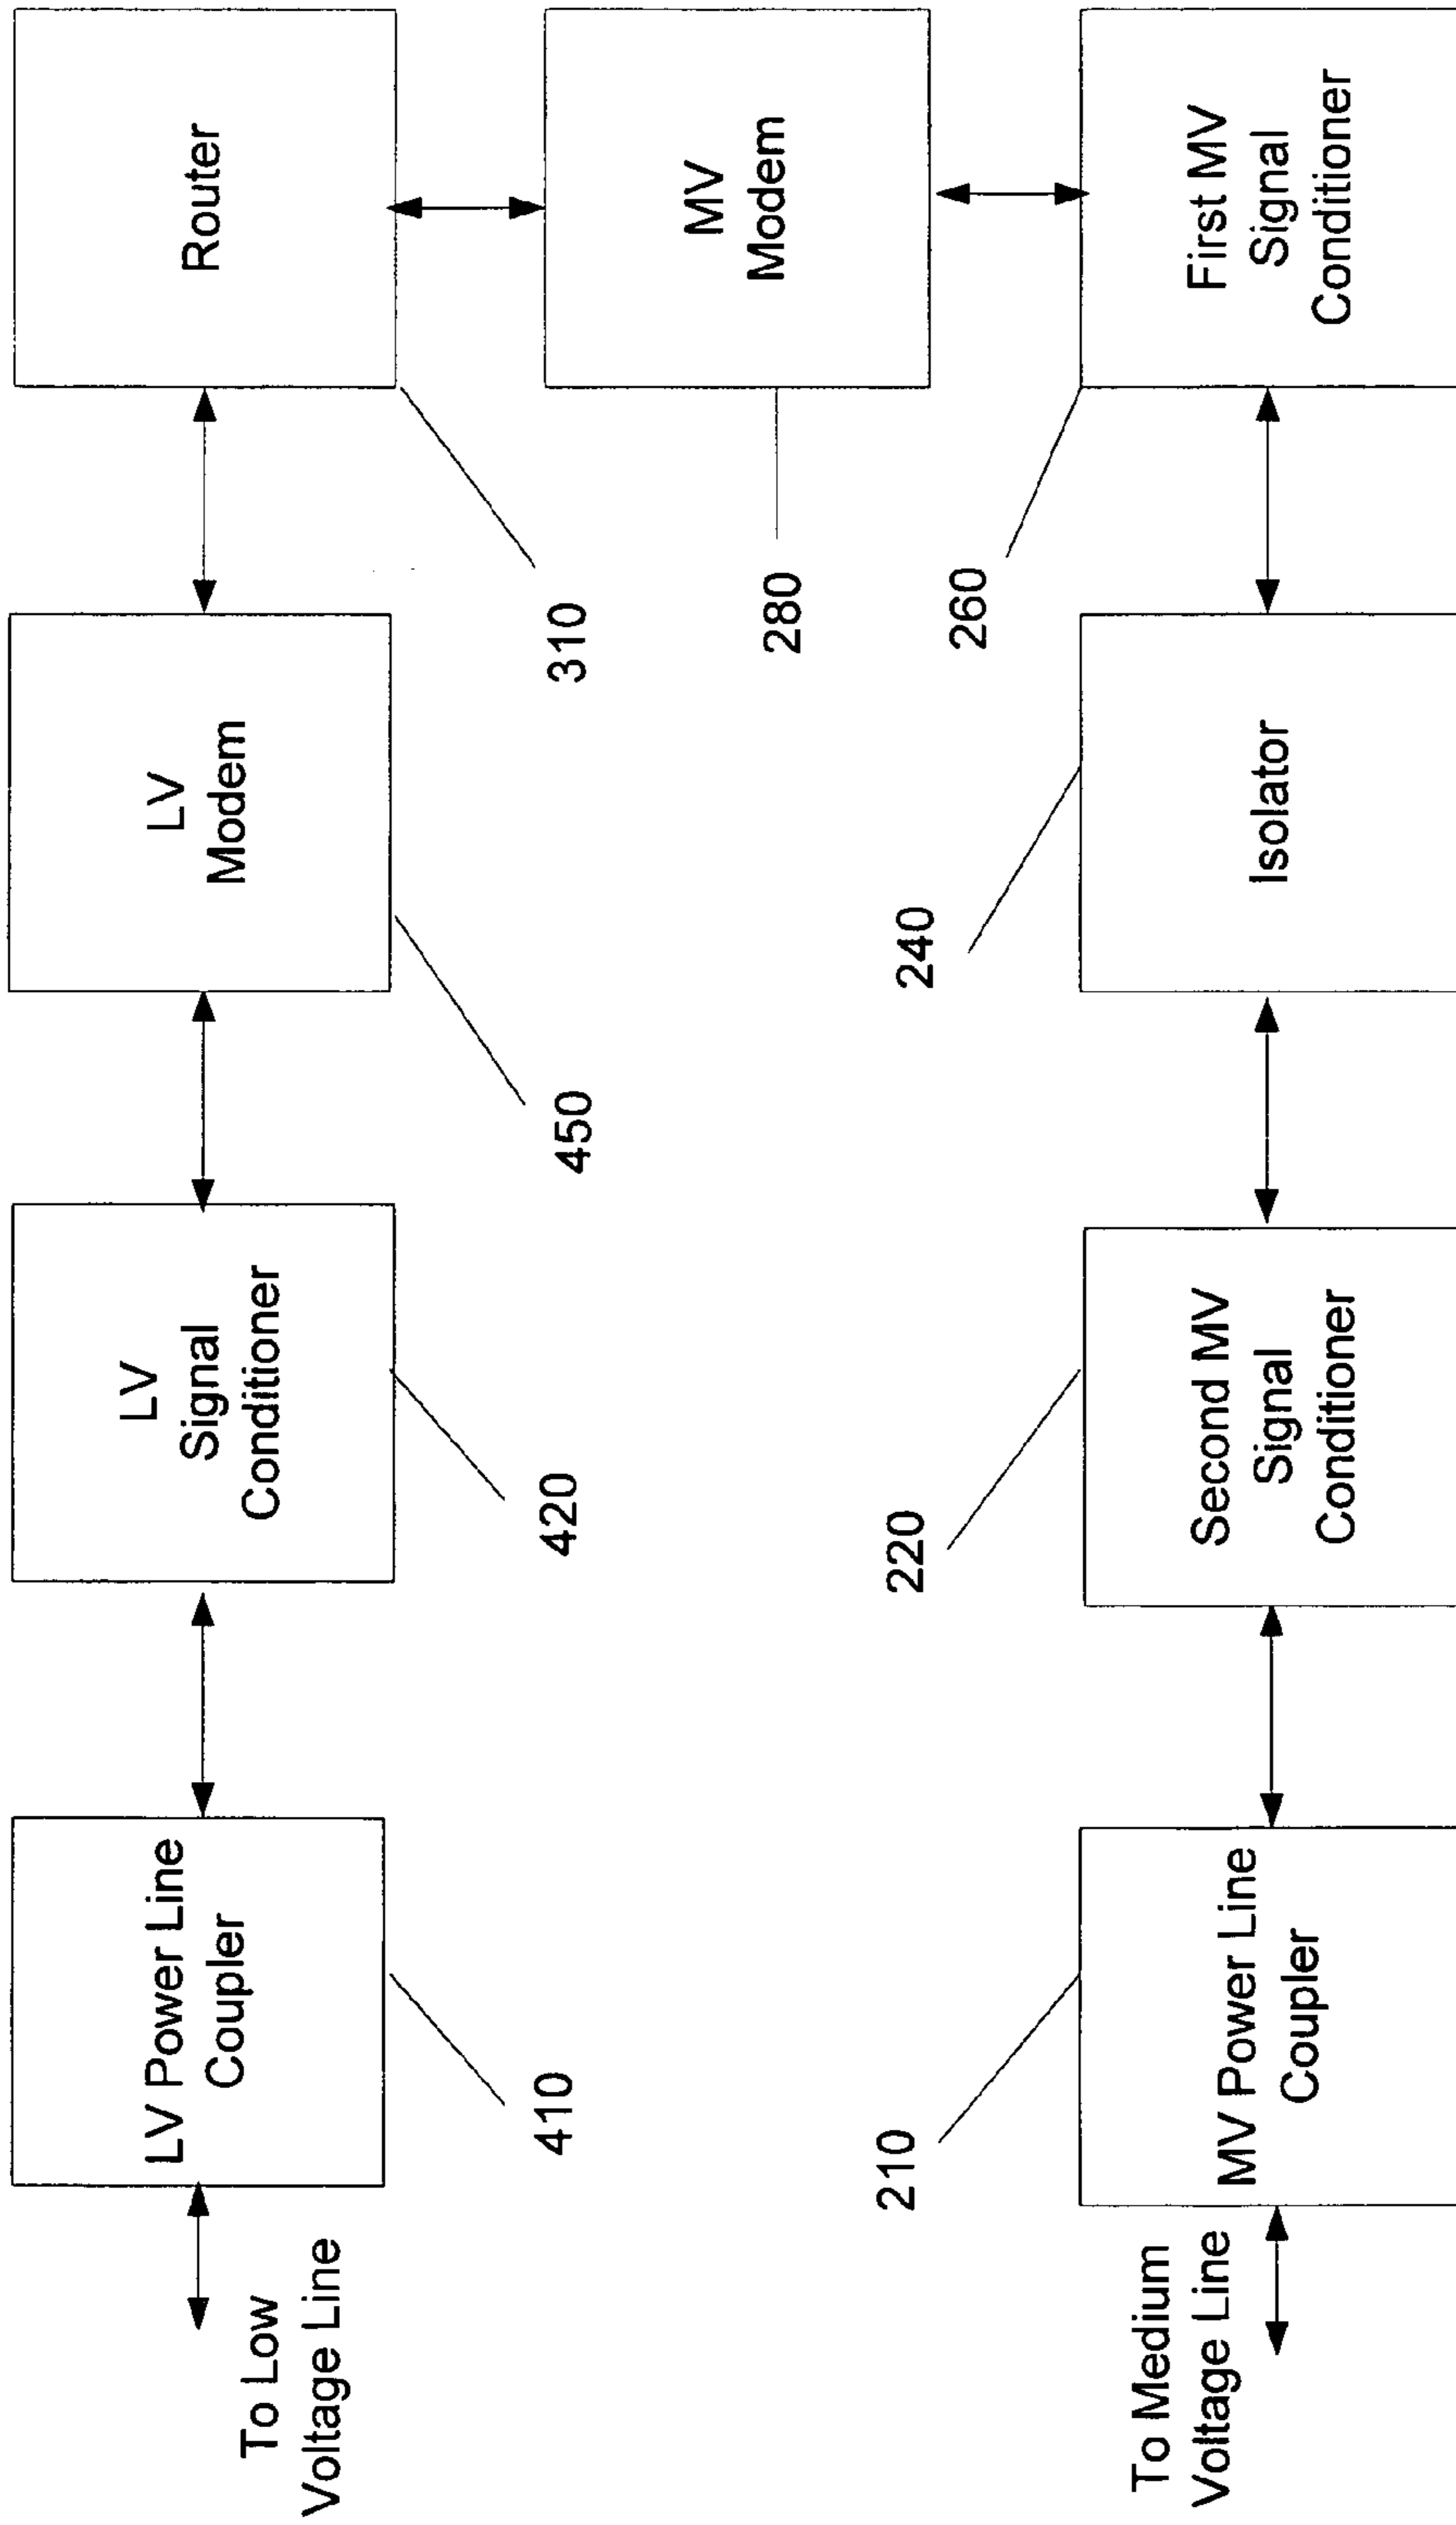 To Low
Voltage Line
LV Power Line
Coupler
410
LV
Signal
Conditioner
420
LV
Modem
450
Router
310
MV
Modem
280
To Medium
Voltage Line
MV Power Line
Coupler
210
Second MV
Signal
Conditioner
220
Isolator
240
First MV
Signal
Conditioner
260